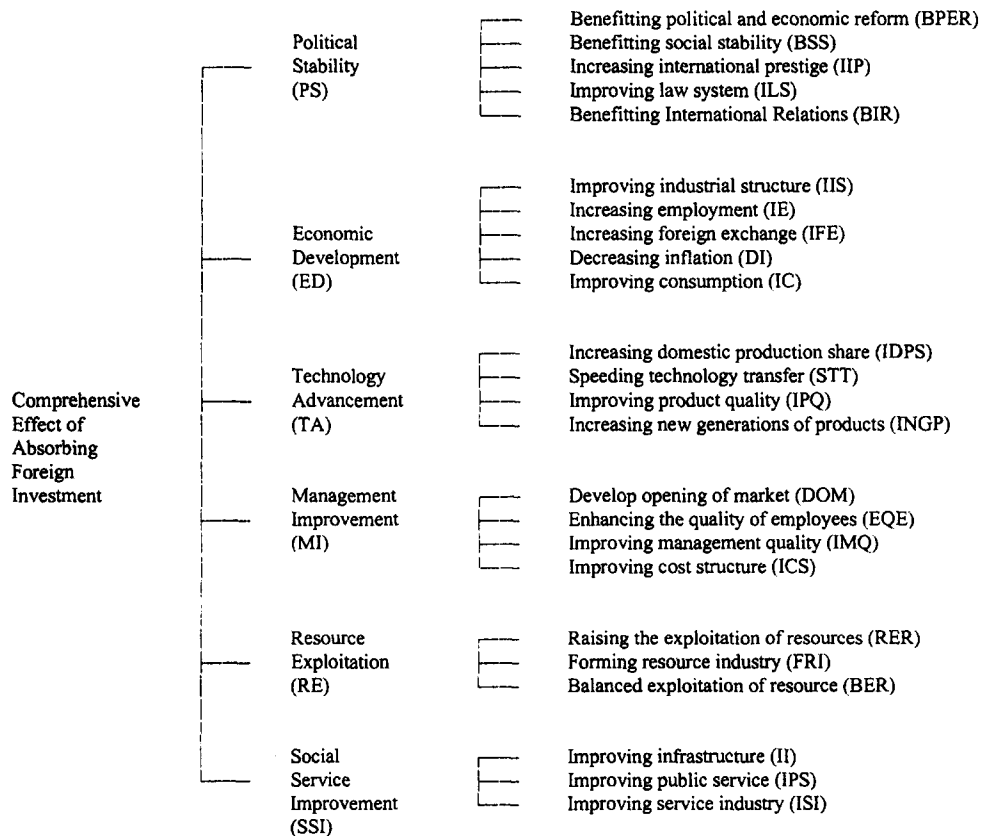 Comprehensive
Effect of
Absorbing
Foreign
Investment
Political
Stability
(PS)
Benefitting political and economic reform (BPER)
Benefitting social stability (BSS)
Increasing international prestige (IIP)
Improving law system (ILS)
Benefitting International Relations (BIR)
Economic
Development
(ED)
Improving industrial structure (IIS)
Increasing employment (IE)
Increasing foreign exchange (IFE)
Decreasing inflation (DI)
Improving consumption (IC)
Technology
Advancement
(TA)
Increasing domestic production share (IDPS)
Speeding technology transfer (STT)
Improving product quality (IPQ)
Increasing new generations of products (INGP)
Management
Improvement
(MI)
Develop opening of market (DOM)
Enhancing the quality of employees (EQE)
Improving management quality (IMQ)
Improving cost structure (ICS)
Resource
Exploitation
(RE)
Raising the exploitation of resources (RER)
Forming resource industry (FRI)
Balanced exploitation of resource (BER)
Social
Service
Improvement
(SSI)
Improving infrastructure (II)
Improving public service (IPS)
Improving service industry (ISI)